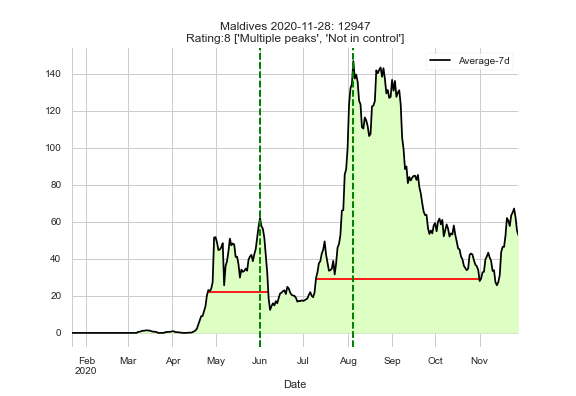 Maldives 2020-11-28: 12947
Rating:8 ['Multiple peaks', 'Not in control']
Average-7d
140
120
100
80
60
40
20
0
Feb Mar Apr May Jun Jul Aug Sep Oct Nov
2020
Date